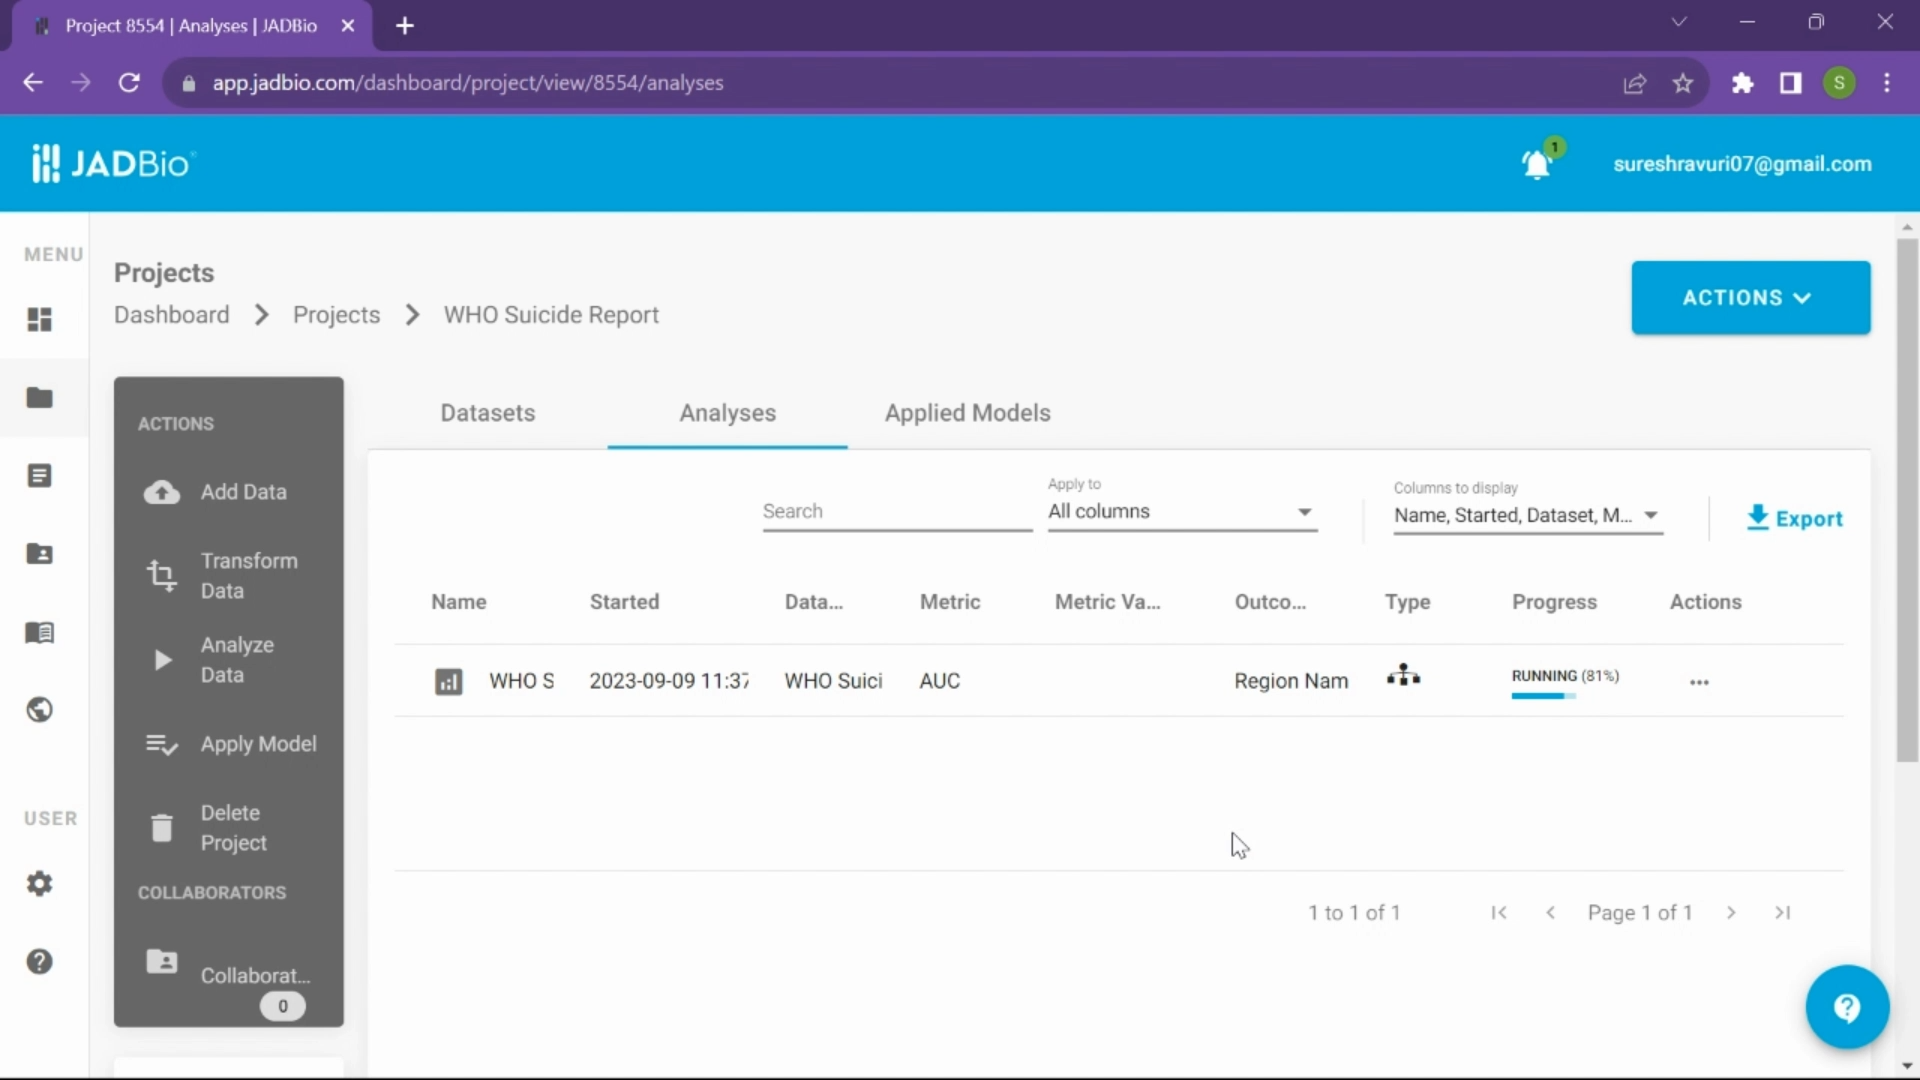 Project 8554 | Analyses | JADBio
app.jadbio.com/dashboard/project/view/8554/analyses
S
JADBio
1
sureshravuri07@gmail.com
MENU
Projects
Dashboard Projects WHO Suicide Report
ACTIONS
ACTIONS
Add Data
Transform
Data
Analyze
Data
Apply Model
Delete
Project
USER
COLLABORATORS
Collaborat...
0
Datasets Analyses Applied Models
Search
Apply to
All columns
Columns to display
Name, Started, Dataset, M...
Export
Name Started Data... Metric Metric Va... Outco... Type Progress Actions
WHO S 2023-09-09 11:37 WHO Suici AUC Region Nam RUNNING (81%) ...
1 to 1 of 1 Page 1 of 1